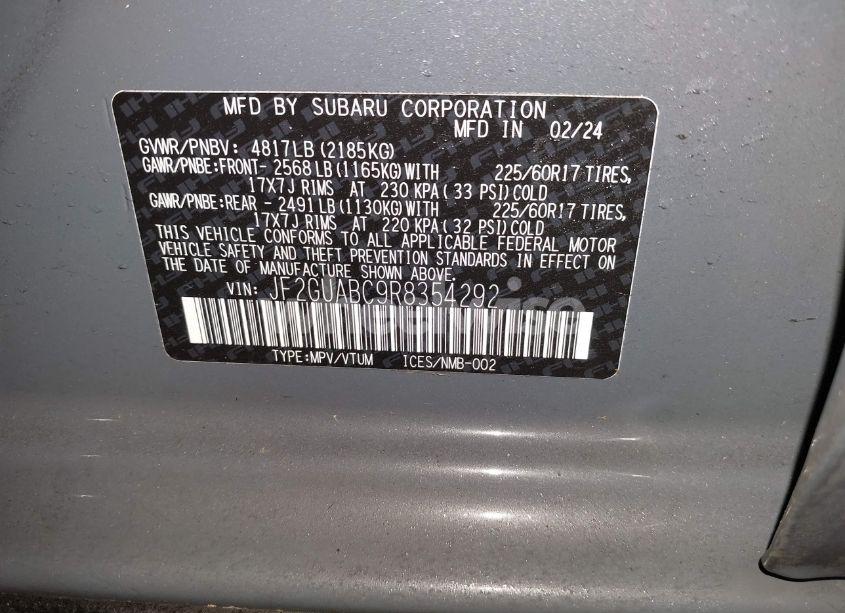 MFD BY SUBARU CORPORATION
MFD IN 02/24
GVWR/PNBV: 4817LB (2185KG)
GAWR/PNBE:FRONT- 2568 LB (1165KG) WITH 225/60R17 TIRES,
17X7J RIMS AT 230 KPA ( 33 PSI) COLD
GAWR/PNBE:REAR - 2491 LB (1130KG) WITH 225/60R17 TIRES,
17X7J RIMS AT 220 KPA ( 32 PSI) COLD
THIS VEHICLE CONFORMS TO ALL APPLICABLE FEDERAL MOTOR
VEHICLE SAFETY AND THEFT PREVENTION STANDARDS IN EFFECT ON
THE DATE OF MANUFACTURE SHOWN ABOVE.
VIN: JF2GUABC9R8354292
TYPE:MPV/VTUM ICES/NMB-002